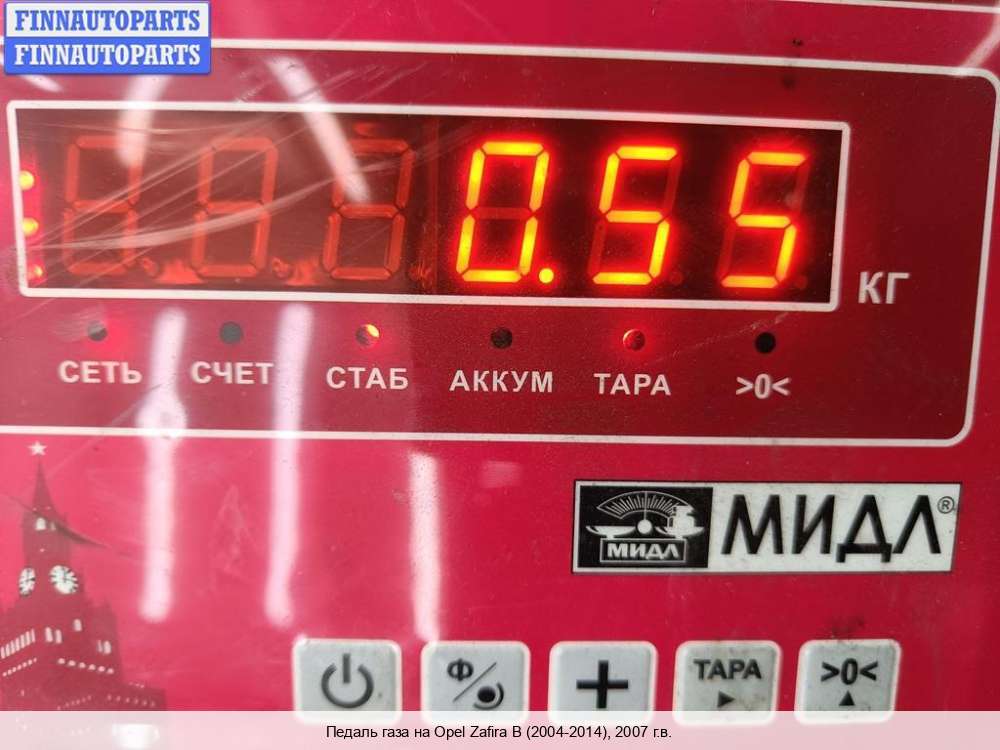 FINNAUTOPARTS
FINNAUTOPARTS
0.55
КГ
СЕТЬ СЧЕТ СТАБ АККУМ ТАРА >0<
МИДЛ МИДЛ®
Ф ТАРА >0<
Педаль газа на Opel Zafira B (2004-2014), 2007 г.в.